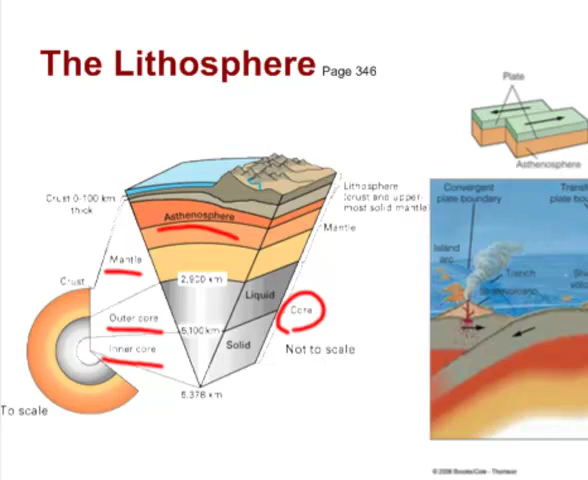 The Lithosphere Page 346
Plate
Asthenosphere
Crust 0-100 km
thick
Asthenosphere
Lithosphere
(crust and upper-
most solid mantle)
Mantle
Mantle
Crust
2,900 km
Liquid
Core
Outer core
5,100 km
Inner core
Solid
Not to scale
6,378 km
To scale
Convergent
plate boundary
Island
arc
Trench
Stratovolcano
© 2006 Brooks/Cole - Thomson